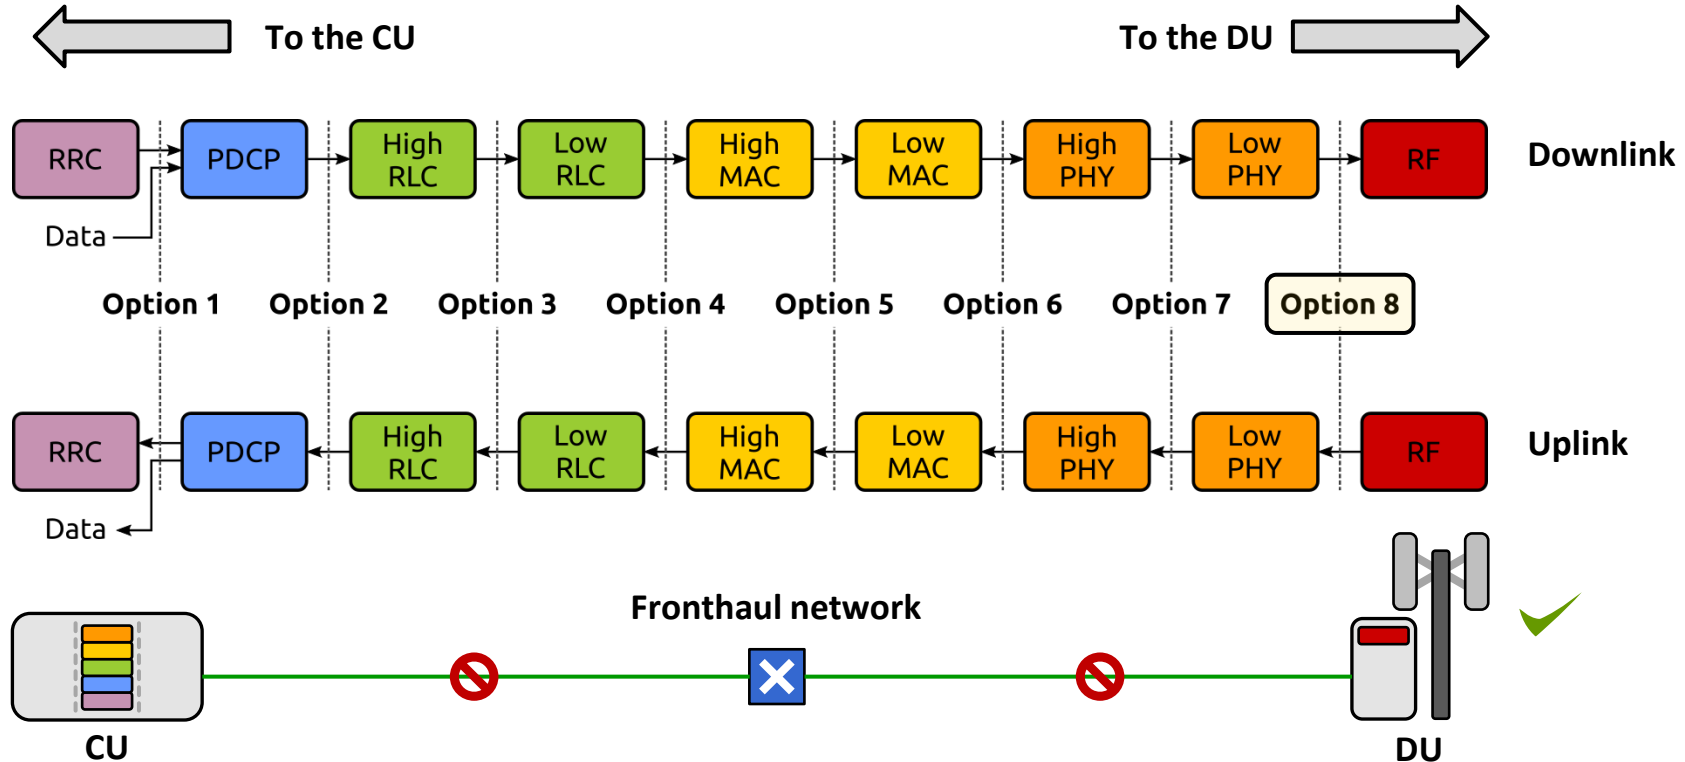 To the CU
To the DU
RRC
PDCP
High
RLC
Low
RLC
High
MAC
Low
MAC
High
PHY
Low
PHY
RF
Downlink
Data
Option 1
Option 2
Option 3
Option 4
Option 5
Option 6
Option 7
Option 8
RRC
PDCP
High
RLC
Low
RLC
High
MAC
Low
MAC
High
PHY
Low
PHY
RF
Uplink
Data
Fronthaul network
CU
DU